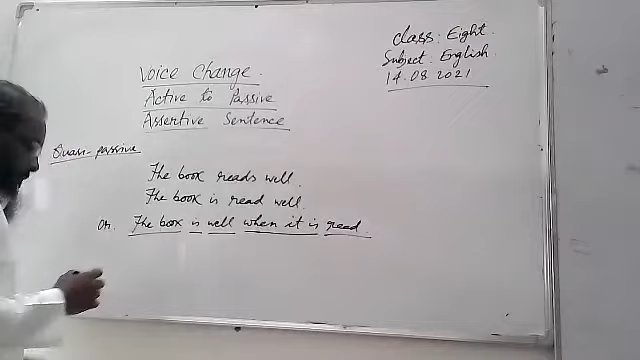 Class: Eight.
Subject: English.
14.08.2021
Voice Change.
Active to Passive
Assertive Sentence
Quasi-passive
The book reads well.
The book is read well.
Or. The book is well when it is read.